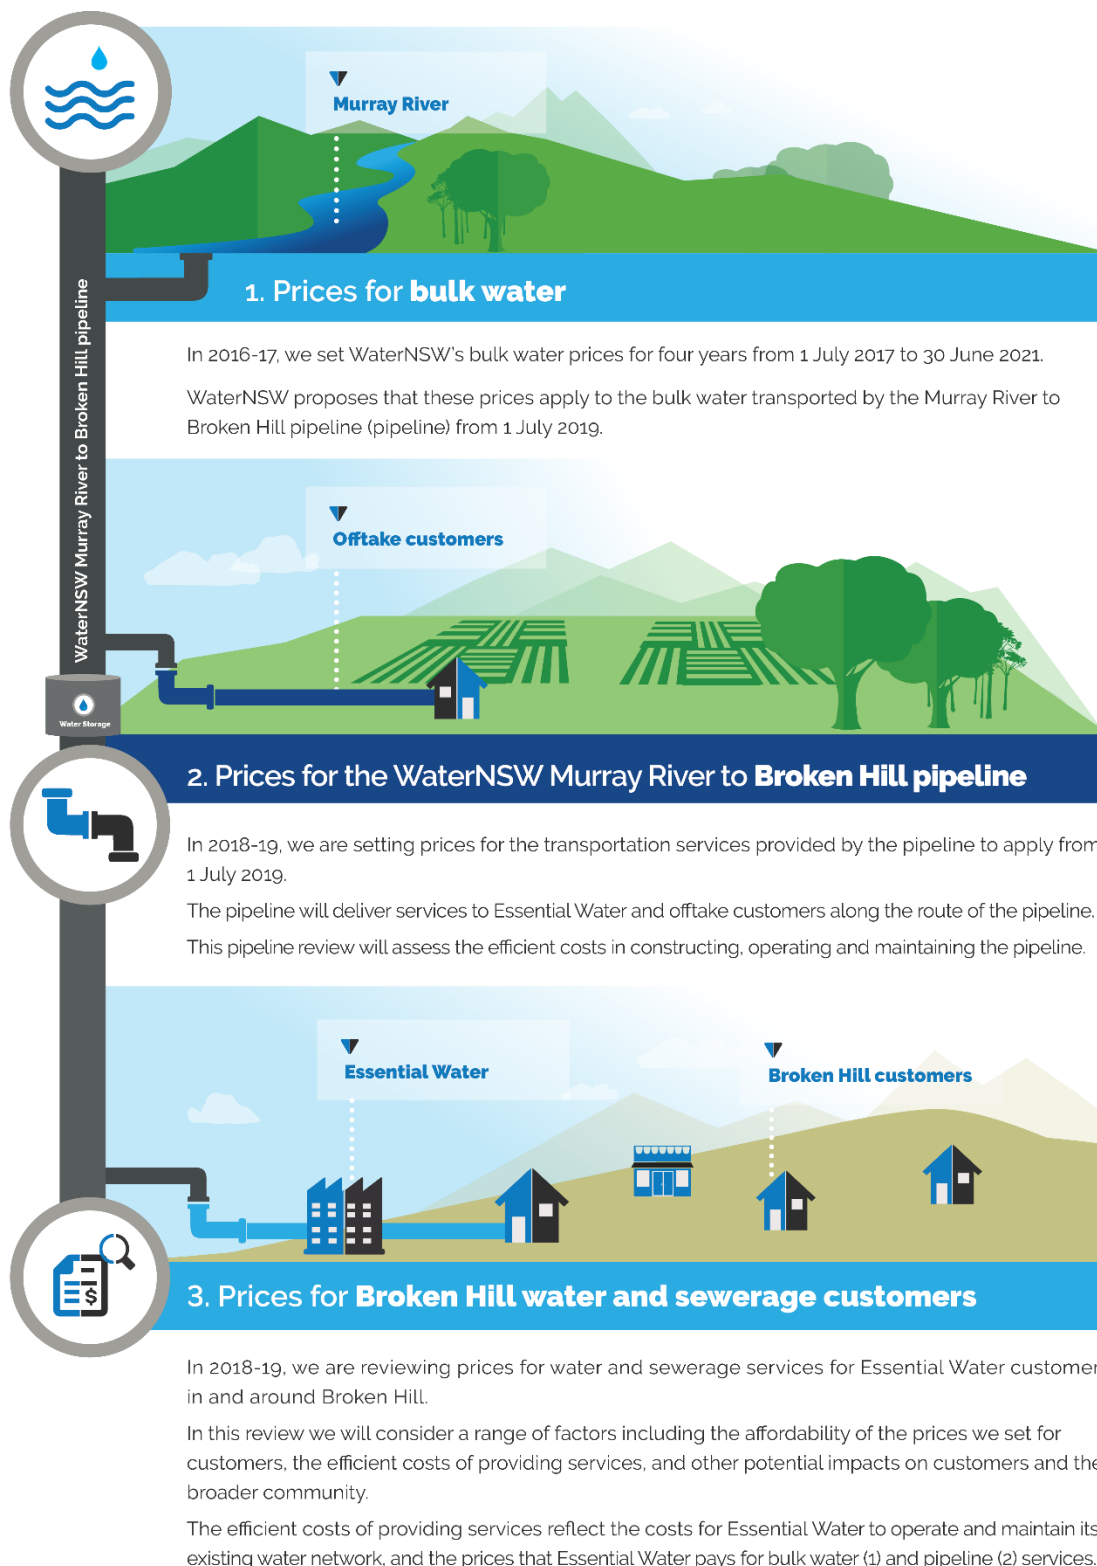 Murray River
1. Prices for bulk water
In 2016-17, we set WaterNSW's bulk water prices for four years from 1 July 2017 to 30 June 2021.
WaterNSW proposes that these prices apply to the bulk water transported by the Murray River to
Broken Hill pipeline (pipeline) from 1 July 2019.
WaterNSW Murray River to Broken Hill pipeline
Offtake customers
Water Storage
2. Prices for the WaterNSW Murray River to Broken Hill pipeline
In 2018-19, we are setting prices for the transportation services provided by the pipeline to apply from
1 July 2019.
The pipeline will deliver services to Essential Water and offtake customers along the route of the pipeline.
This pipeline review will assess the efficient costs in constructing, operating and maintaining the pipeline.
Essential Water
Broken Hill customers
$
3. Prices for Broken Hill water and sewerage customers
In 2018-19, we are reviewing prices for water and sewerage services for Essential Water customer
in and around Broken Hill.
In this review we will consider a range of factors including the affordability of the prices we set for
customers, the efficient costs of providing services, and other potential impacts on customers and the
broader community.
The efficient costs of providing services reflect the costs for Essential Water to operate and maintain its
existing water network, and the prices that Essential Water pays for bulk water (1) and pipeline (2) services.